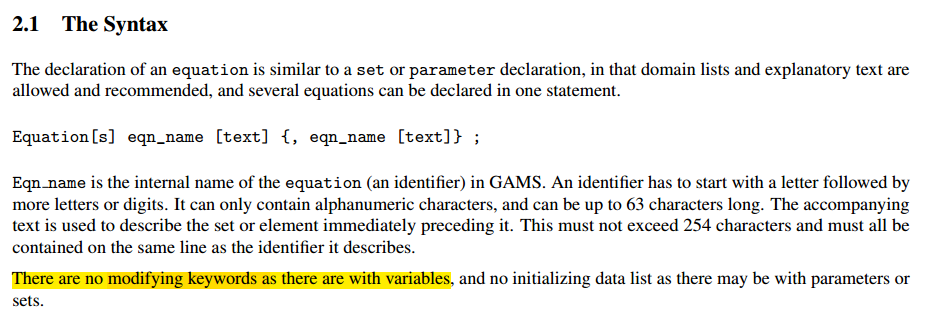 2.1 The Syntax
The declaration of an equation is similar to a set or parameter declaration, in that domain lists and explanatory text are
allowed and recommended, and several equations can be declared in one statement.
Equation[s] eqn_name [text] {, eqn_name [text]} ;
Eqn_name is the internal name of the equation (an identifier) in GAMS. An identifier has to start with a letter followed by
more letters or digits. It can only contain alphanumeric characters, and can be up to 63 characters long. The accompanying
text is used to describe the set or element immediately preceding it. This must not exceed 254 characters and must all be
contained on the same line as the identifier it describes.
There are no modifying keywords as there are with variables, and no initializing data list as there may be with parameters or
sets.